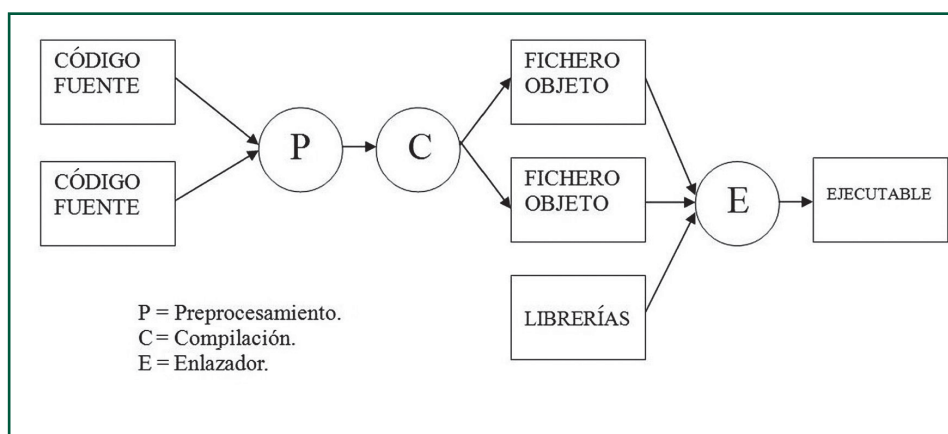 CÓDIGO
FUENTE
CÓDIGO
FUENTE
P
C
FICHERO
OBJETO
FICHERO
OBJETO
LIBRERÍAS
E
EJECUTABLE
P = Preprocesamiento.
C = Compilación.
E = Enlazador.